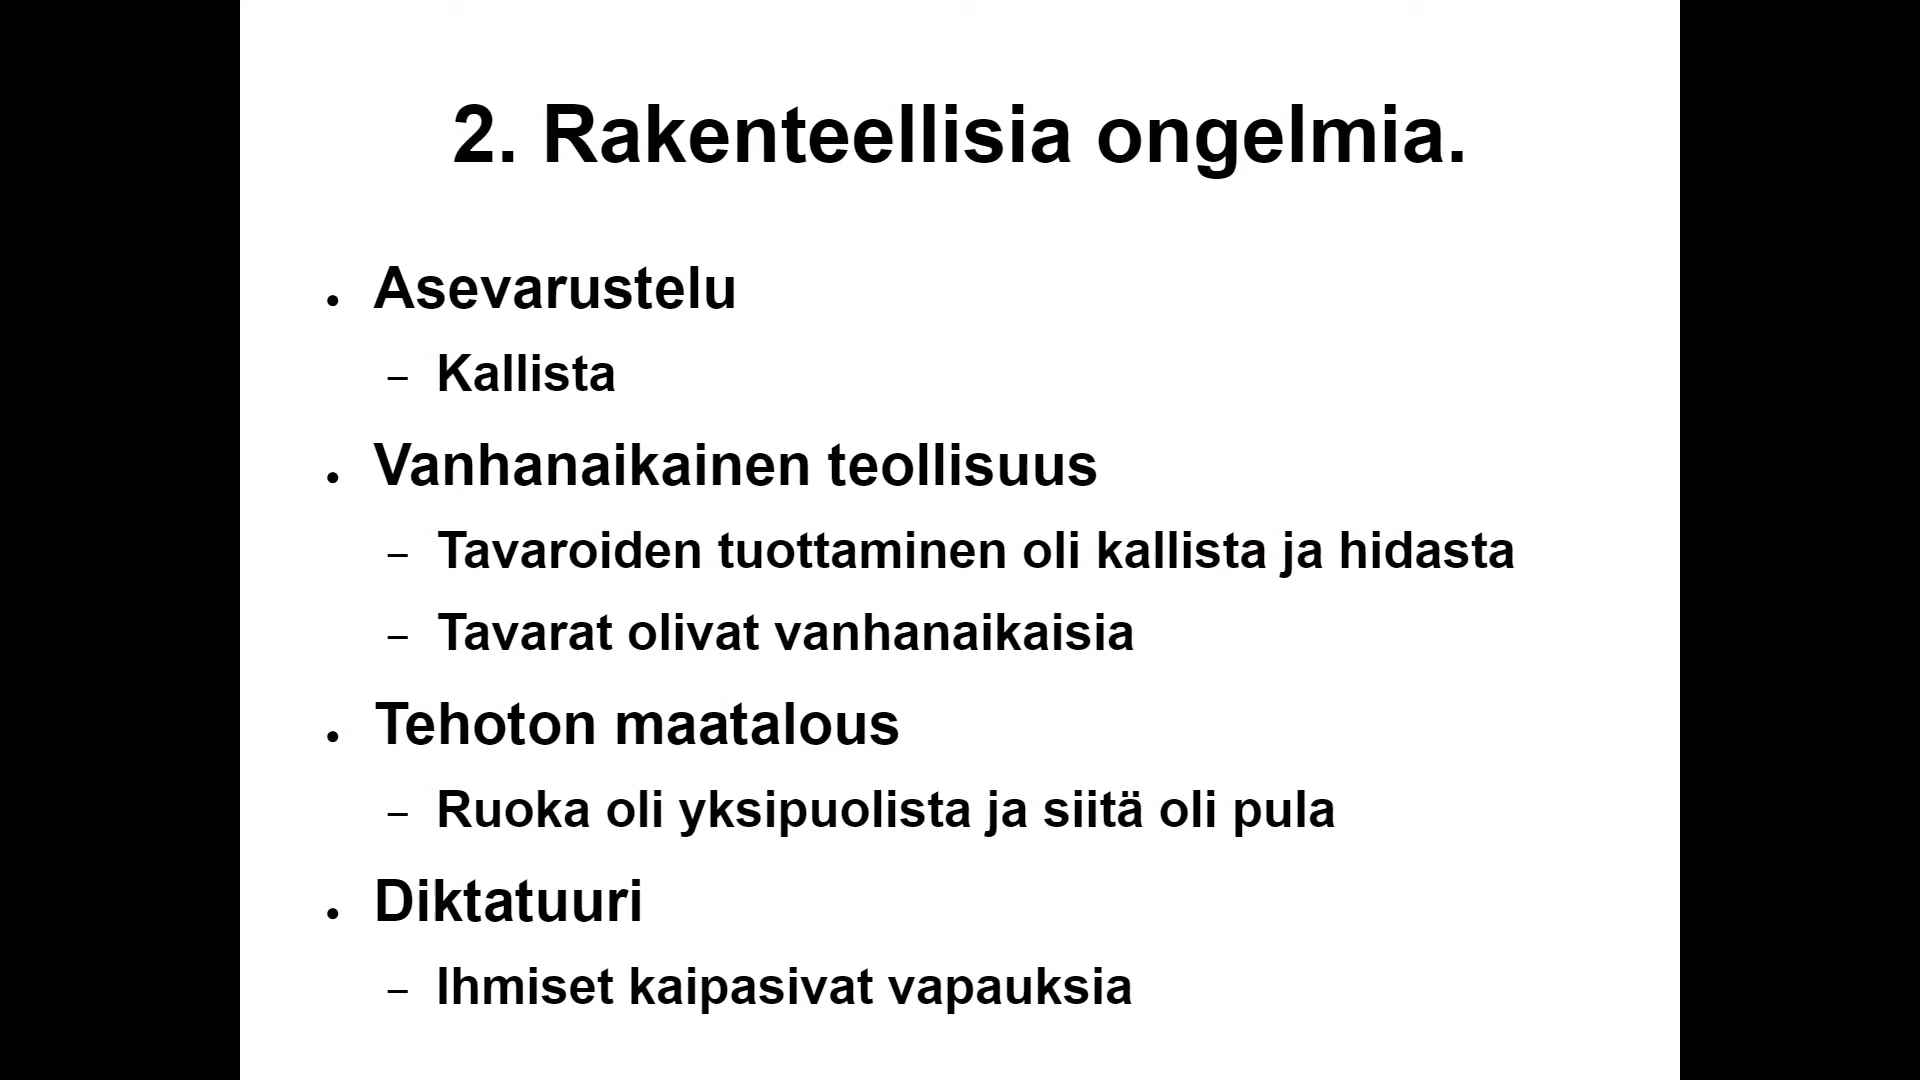 2. Rakenteellisia ongelmia.
● Asevarustelu
– Kallista
● Vanhanaikainen teollisuus
– Tavaroiden tuottaminen oli kallista ja hidasta
– Tavarat olivat vanhanaikaisia
● Tehoton maatalous
– Ruoka oli yksipuolista ja siitä oli pula
● Diktatuuri
– Ihmiset kaipasivat vapauksia